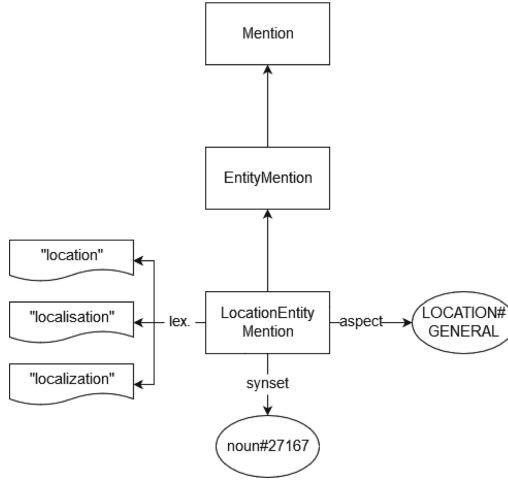 Mention
EntityMention
"location"
"localisation"
"localization"
lex.
LocationEntity
Mention
aspect
LOCATION#
GENERAL
synset
noun#27167